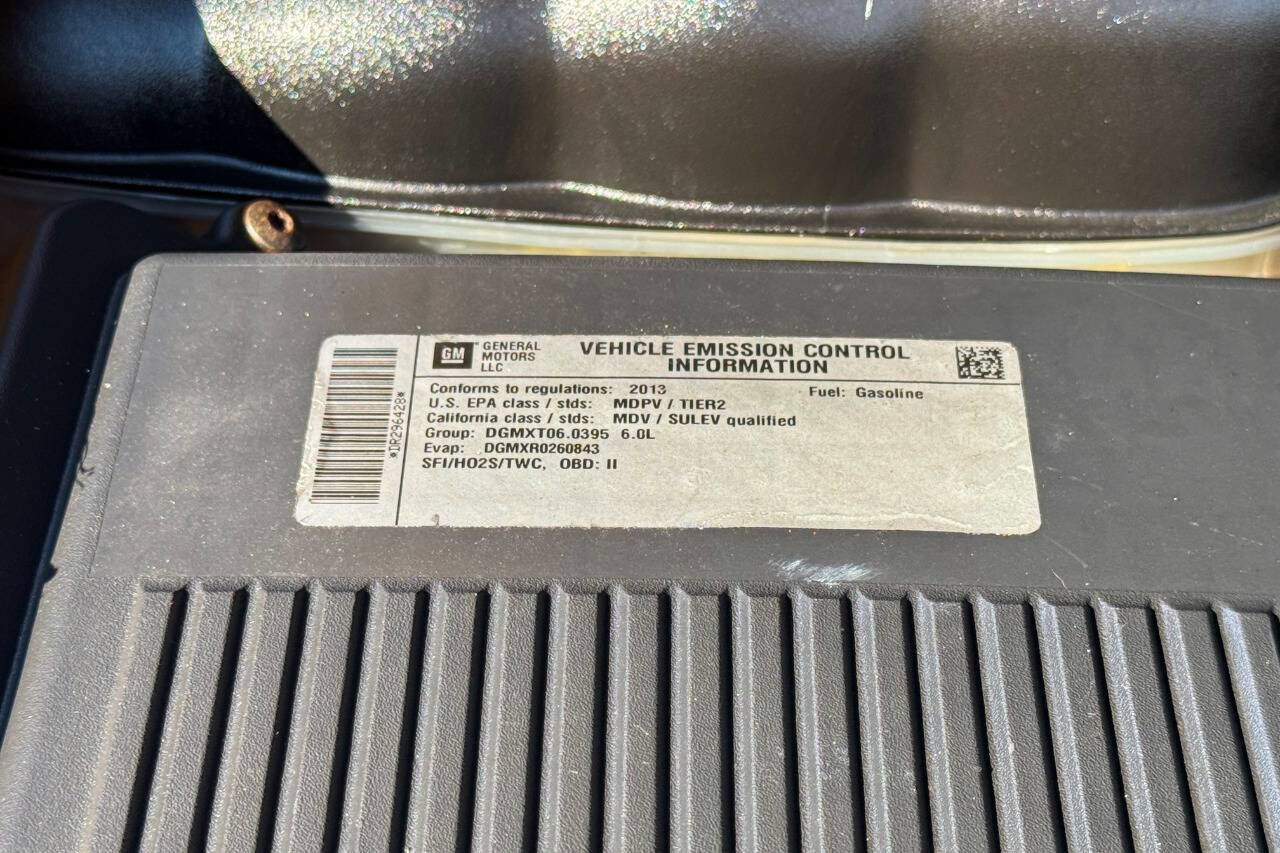 *DR296428*
GM
GENERAL
MOTORS
LLC
VEHICLE EMISSION CONTROL
INFORMATION
Conforms to regulations: 2013 Fuel: Gasoline
U.S. EPA class / stds: MDPV / TIER2
California class / stds: MDV / SULEV qualified
Group: DGMXT06.0395 6.0L
Evap: DGMXR0260843
SFI/HO2S/TWC, OBD: II